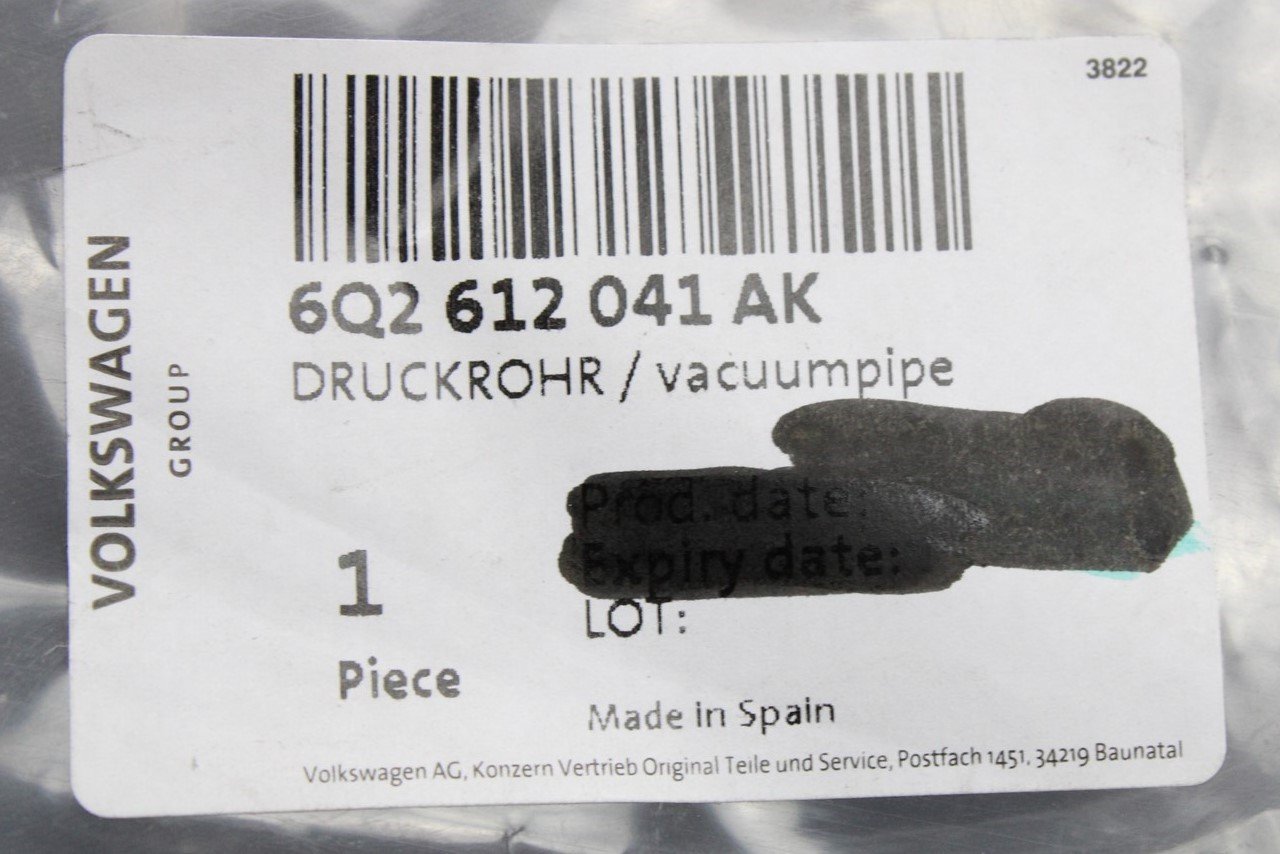 3822
VOLKSWAGEN
GROUP
6Q2 612 041 AK
DRUCKROHR / vacuumpipe
Prod. date:
Expiry date:
LOT:
1
Piece
Made in Spain
Volkswagen AG, Konzern Vertrieb Original Teile und Service, Postfach 1451, 34219 Baunatal